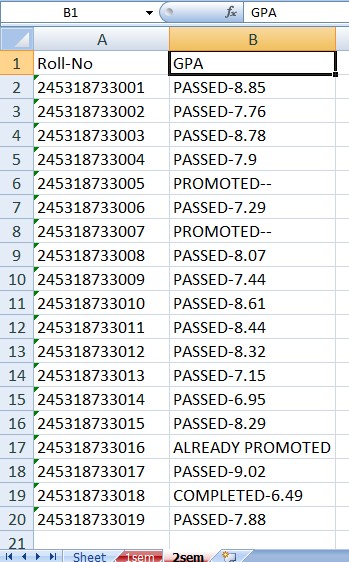 B1 fx GPA
A B
1 Roll-No GPA
2 245318733001 PASSED-8.85
3 245318733002 PASSED-7.76
4 245318733003 PASSED-8.78
5 245318733004 PASSED-7.9
6 245318733005 PROMOTED--
7 245318733006 PASSED-7.29
8 245318733007 PROMOTED--
9 245318733008 PASSED-8.07
10 245318733009 PASSED-7.44
11 245318733010 PASSED-8.61
12 245318733011 PASSED-8.44
13 245318733012 PASSED-8.32
14 245318733013 PASSED-7.15
15 245318733014 PASSED-6.95
16 245318733015 PASSED-8.29
17 245318733016 ALREADY PROMOTED
18 245318733017 PASSED-9.02
19 245318733018 COMPLETED-6.49
20 245318733019 PASSED-7.88
21
Sheet 1sem 2sem